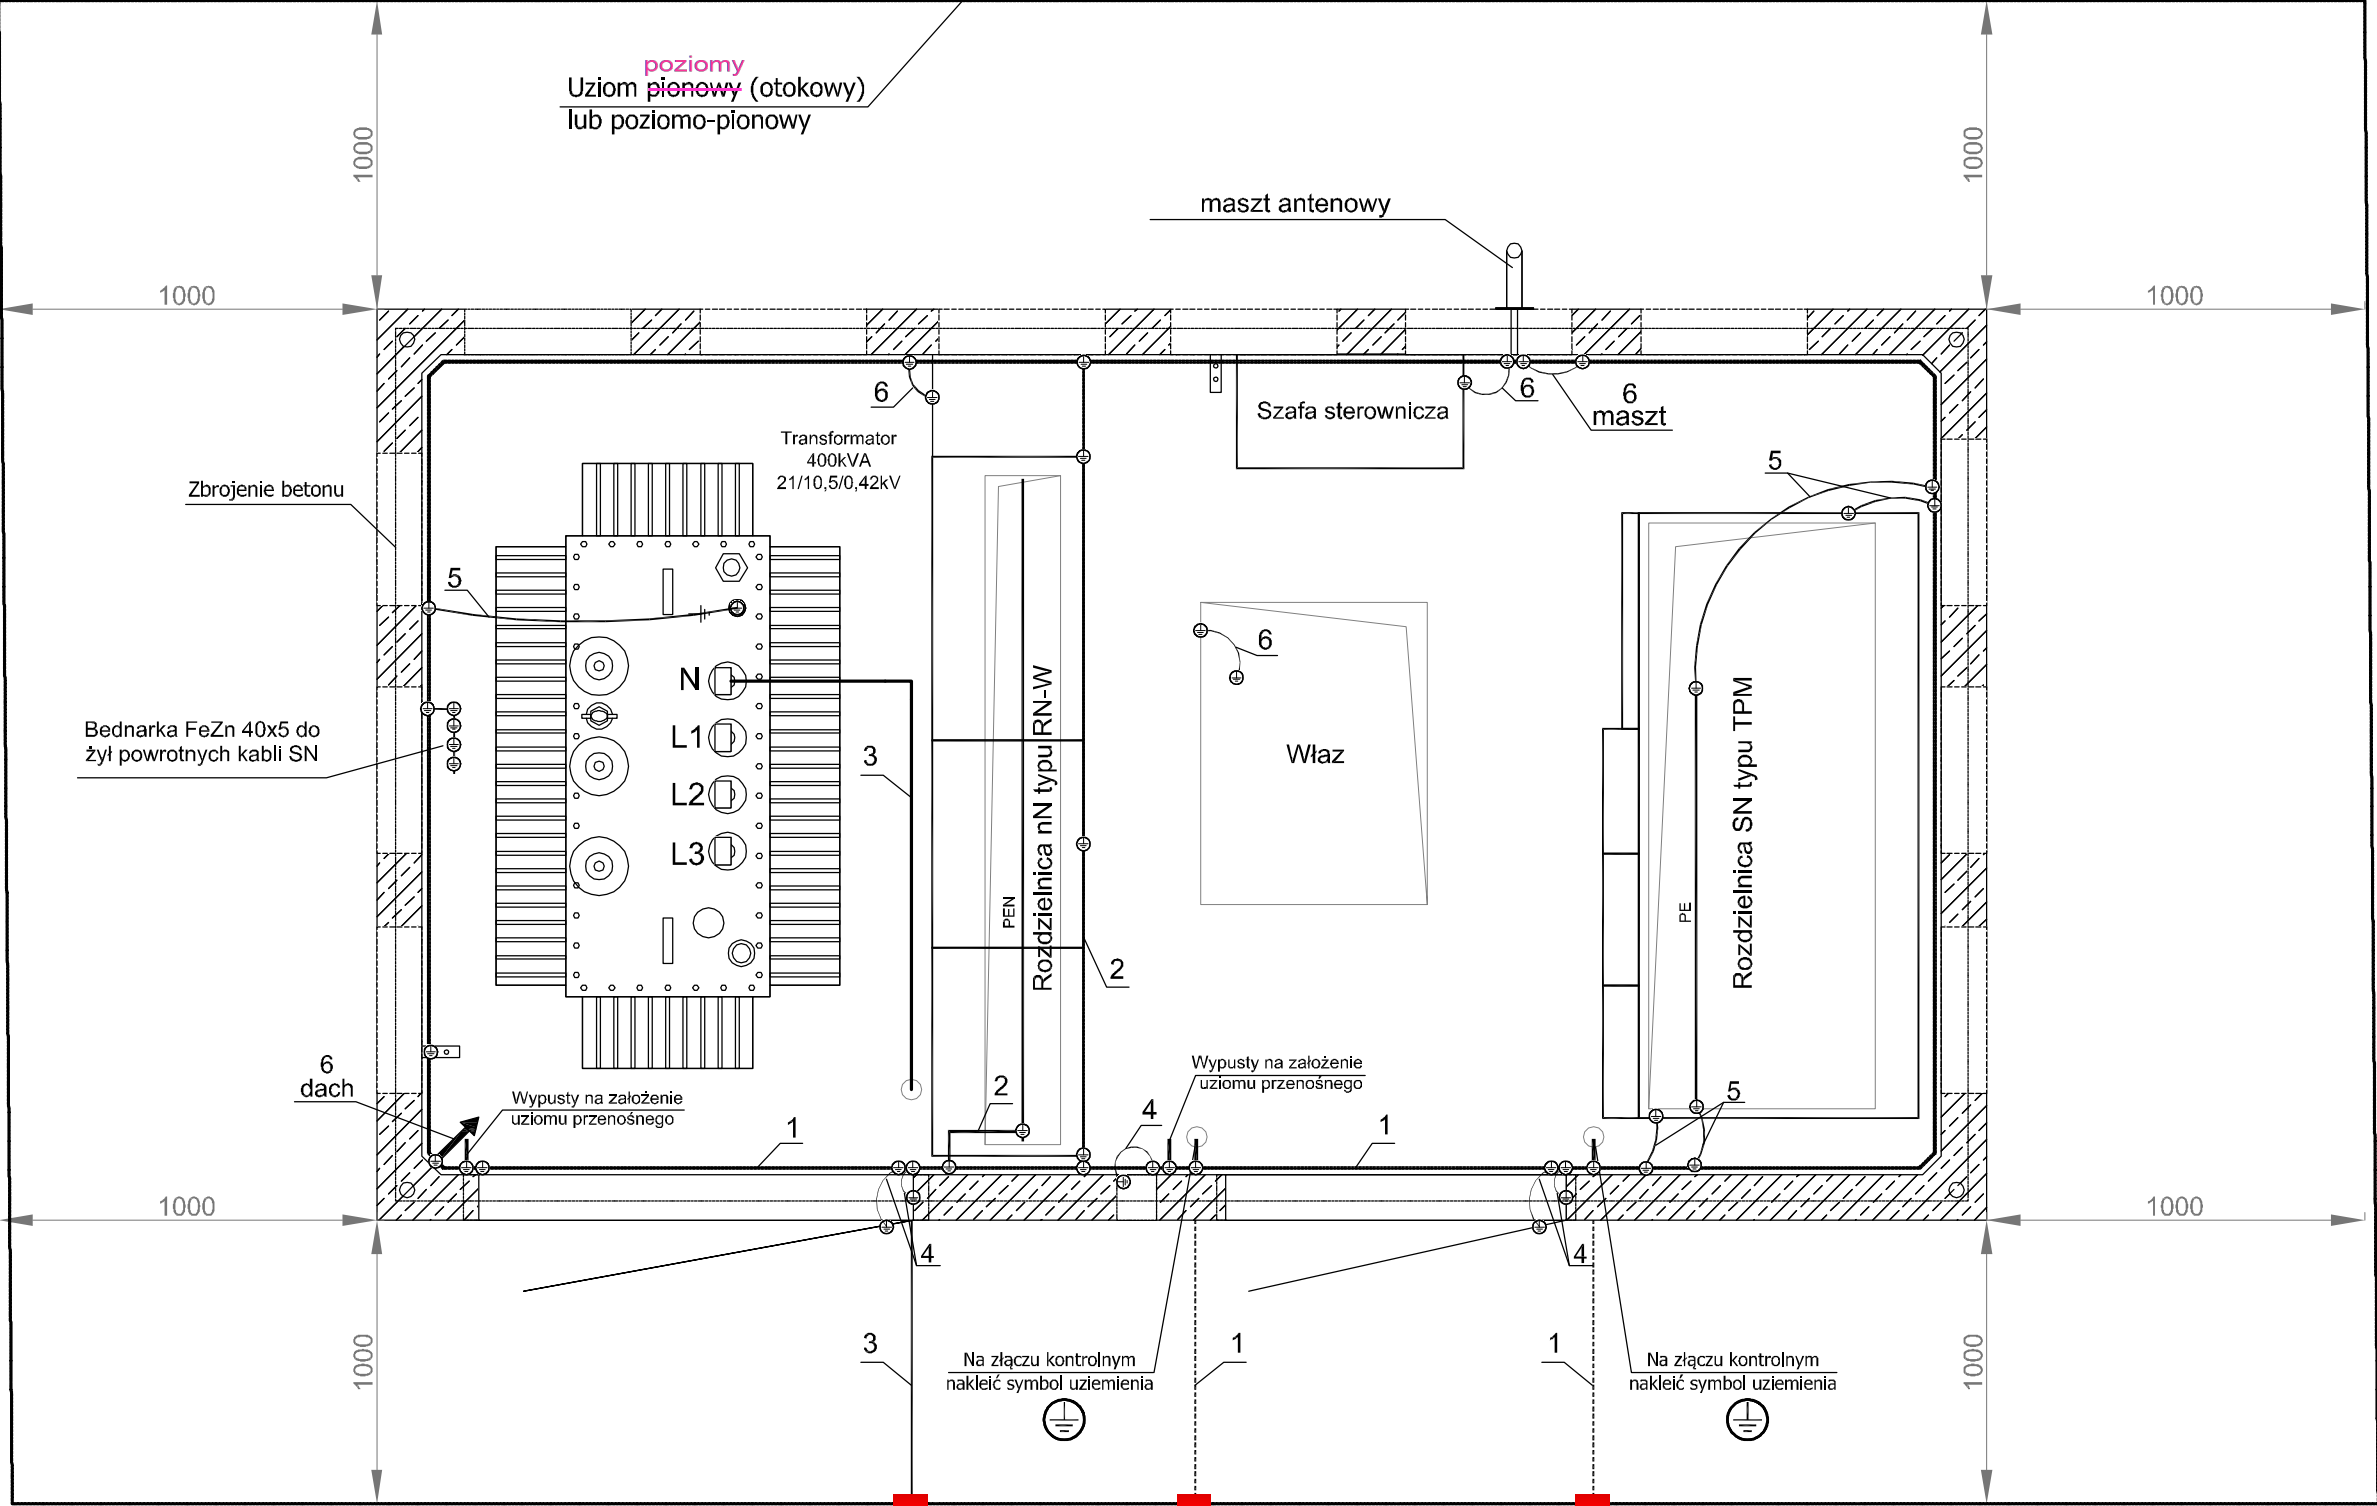 poziomy
Uziom pionowy (otokowy)
lub poziomo-pionowy
1000
1000
maszt antenowy
1000
1000
6
Szafa sterownicza
6
6
maszt
Transformator
400kVA
21/10,5/0,42kV
5
Zbrojenie betonu
5
6
N
L1
L2
L3
3
Bednarka FeZn 40x5 do
żył powrotnych kabli SN
Właz
Rozdzielnica nN typu RN-W
PEN
Rozdzielnica SN typu TPM
PE
2
6
dach
Wypusty na założenie
uziomu przenośnego
2
Wypusty na założenie
uziomu przenośnego
4
5
1
1
1000
1000
4
4
3
1
1
1000
1000
Na złączu kontrolnym
nakleić symbol uziemienia
Na złączu kontrolnym
nakleić symbol uziemienia